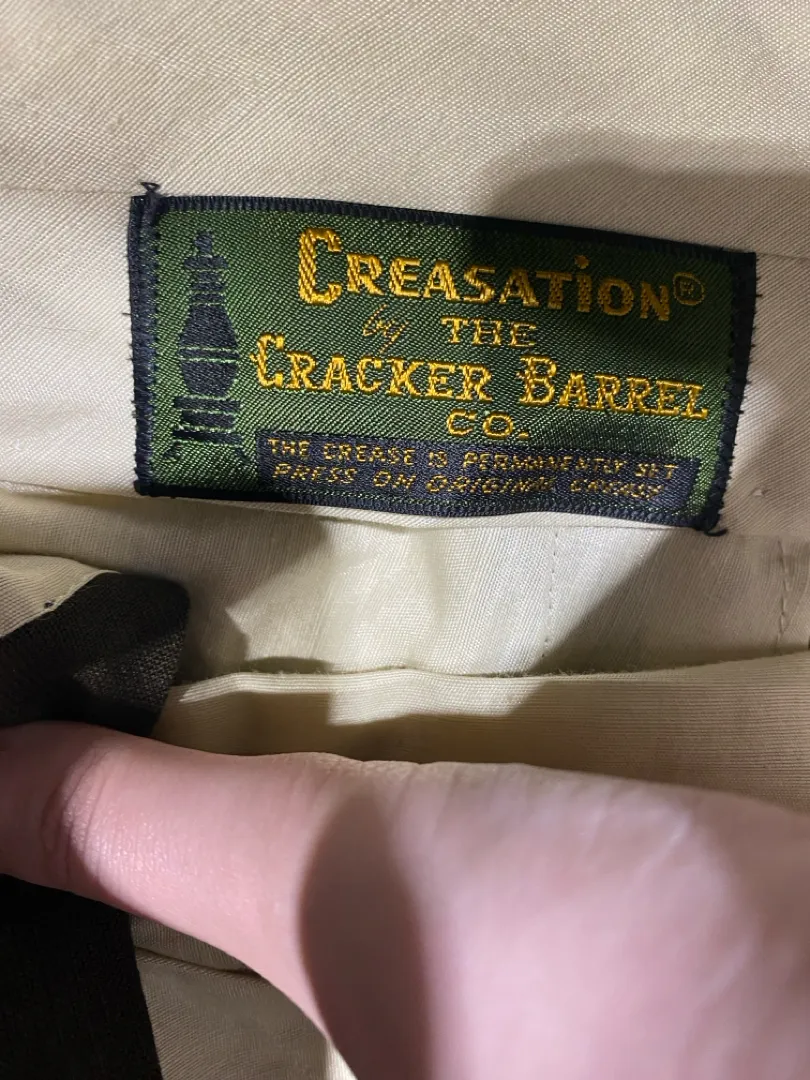 CREASATION®
by THE
CRACKER BARREL
CO.
THE CREASE IS PERMANENTLY SET
PRESS ON ORIGINAL CREASE